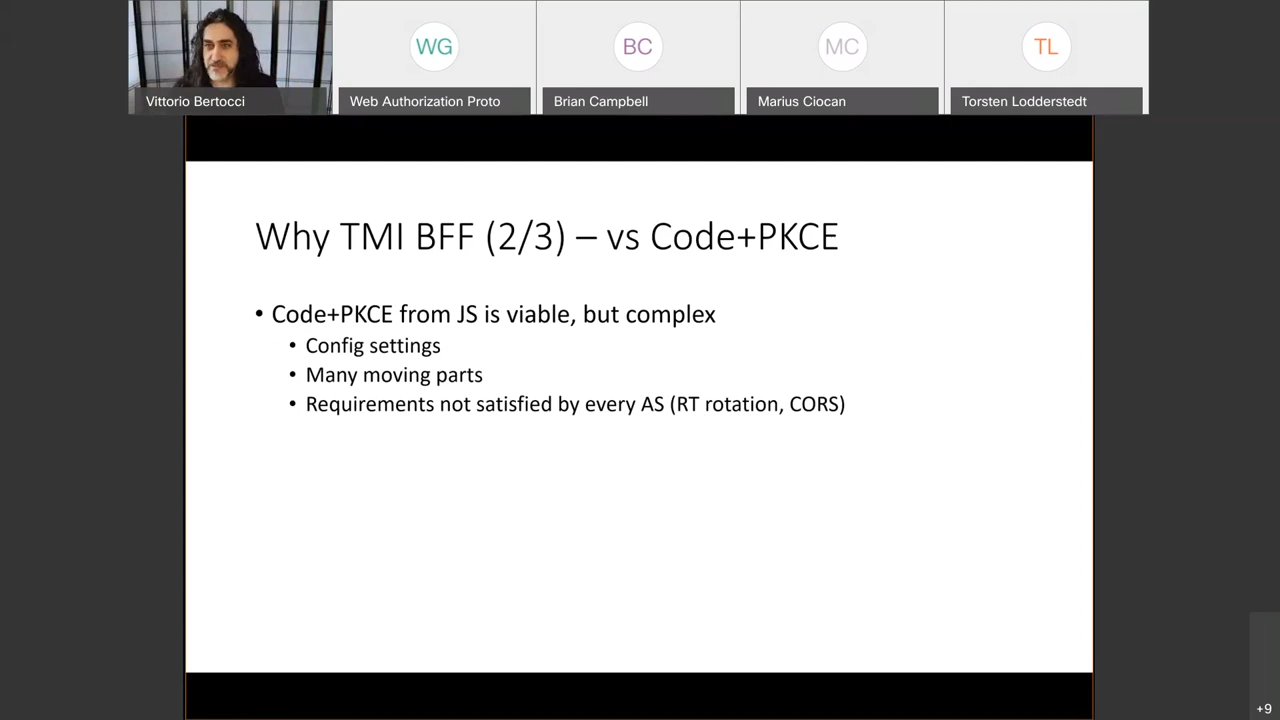 WG
BC
MC
TL
Vittorio Bertocci
Web Authorization Proto
Brian Campbell
Marius Ciocan
Torsten Lodderstedt
Why TMI BFF (2/3) – vs Code+PKCE
• Code+PKCE from JS is viable, but complex
• Config settings
• Many moving parts
• Requirements not satisfied by every AS (RT rotation, CORS)
+9